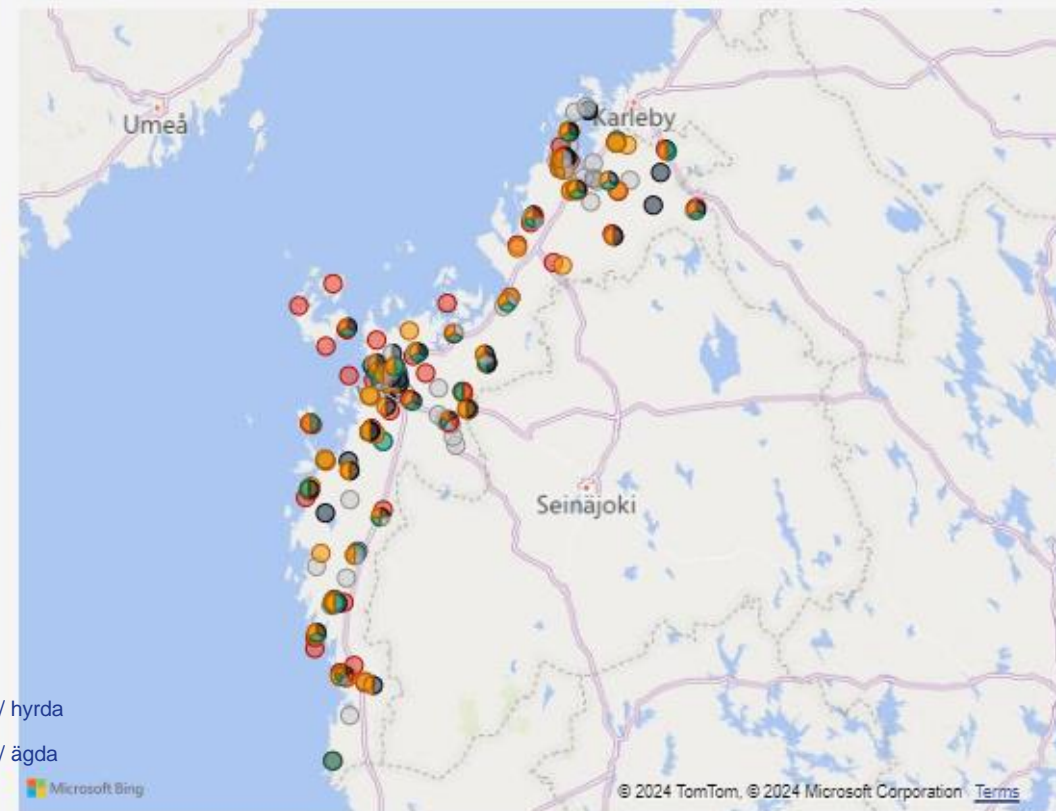 Karleby
Umeå
Seinäjoki
/ hyrda
/ ägda
Microsoft Bing
© 2024 TomTom, © 2024 Microsoft Corporation Terms